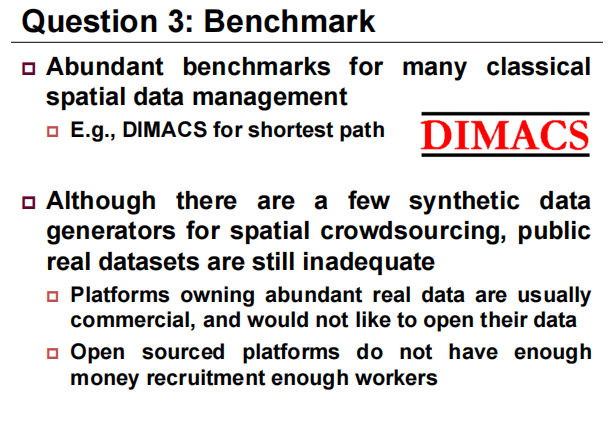 Question 3: Benchmark
Abundant benchmarks for many classical
spatial data management
E.g., DIMACS for shortest path
DIMACS
Although there are a few synthetic data
generators for spatial crowdsourcing, public
real datasets are still inadequate
Platforms owning abundant real data are usually
commercial, and would not like to open their data
Open sourced platforms do not have enough
money recruitment enough workers